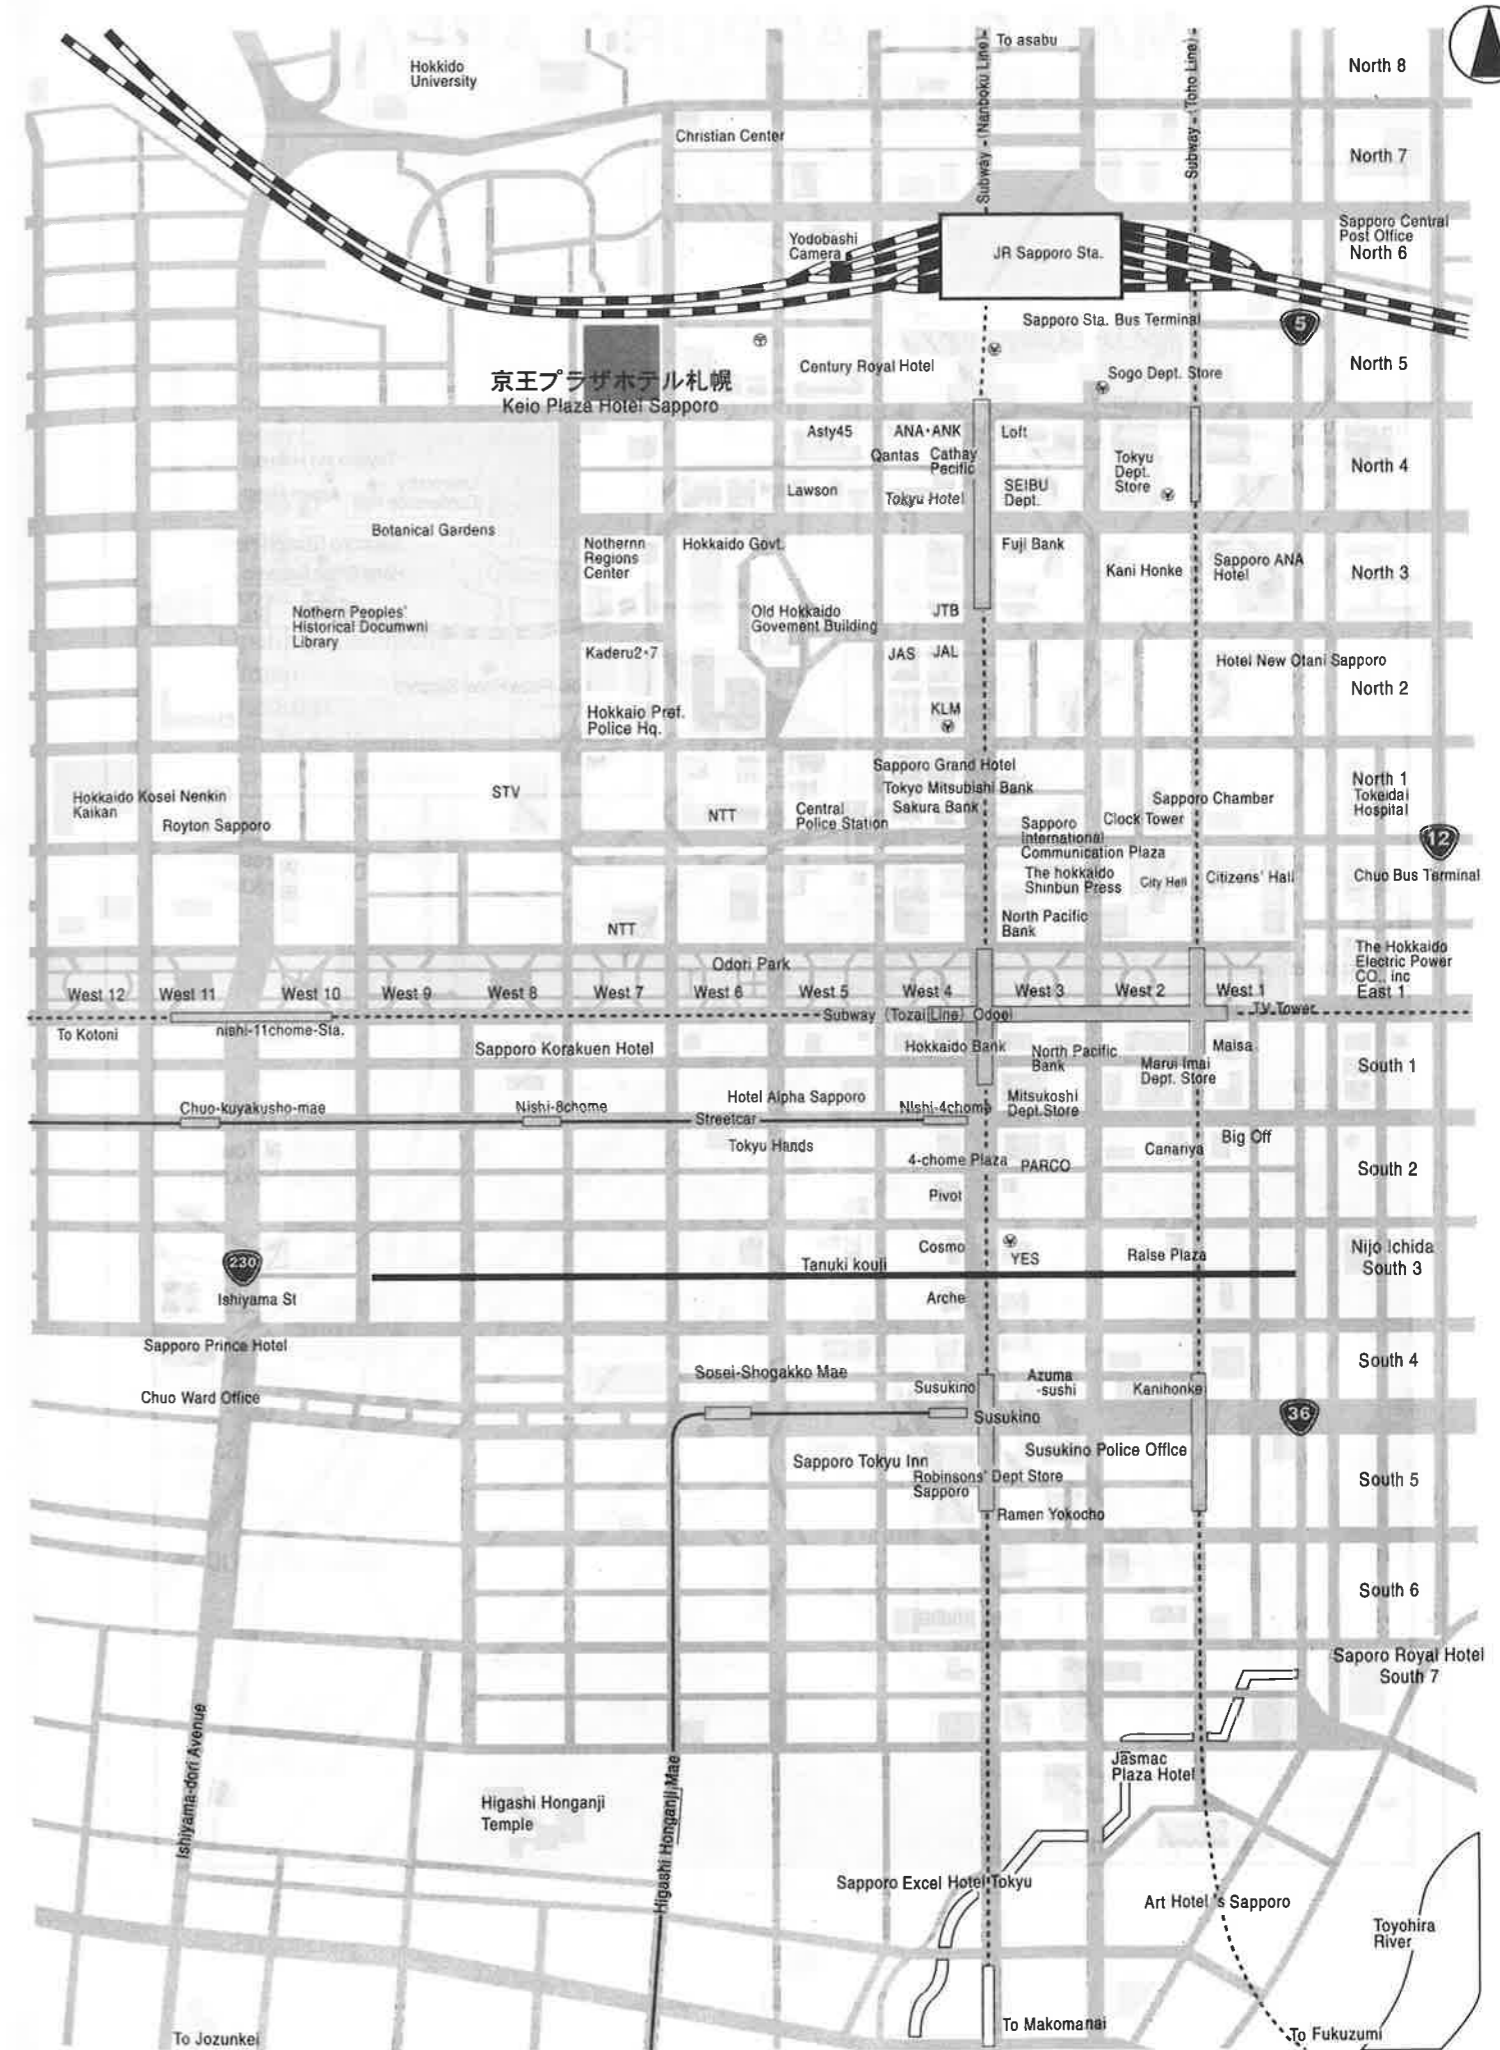 To asabu
Subway - (Nanboku Line)
Subway - (Toho Line)
North 8
Hokkido
University
Christian Center
North 7
Sapporo Central
Post Office
North 6
Yodobashi
Camera
JR Sapporo Sta.
Sapporo Sta. Bus Terminal
5
Century Royal Hotel
Sogo Dept. Store
North 5
京王プラザホテル札幌
Keio Plaza Hotel Sapporo
Asty45
ANA・ANK
Loft
Qantas
Cathay
Pacific
Tokyu
Dept.
Store
North 4
Lawson
Tokyu Hotel
SEIBU
Dept.
Botanical Gardens
Nothernn
Regions
Center
Hokkaido Govt.
Fuji Bank
Kani Honke
Sapporo ANA
Hotel
North 3
Nothern Peoples'
Historical Documwni
Library
Old Hokkaido
Govement Building
JTB
Kaderu2・7
JAS
JAL
Hotel New Otani Sapporo
North 2
Hokkaio Pref.
Police Hq.
KLM
Sapporo Grand Hotel
Tokyo Mitsubishi Bank
Sakura Bank
North 1
Tokeidai
Hospital
Hokkaido Kosei Nenkin
Kaikan
Royton Sapporo
STV
NTT
Central
Police Station
Sapporo Chamber
Clock Tower
Sapporo
International
Communication Plaza
12
The hokkaido
Shinbun Press
City Hell
Citizens' Hall
Chuo Bus Terminal
NTT
North Pacific
Bank
Odori Park
The Hokkaido
Electric Power
CO., inc
East 1
West 12
West 11
West 10
West 9
West 8
West 7
West 6
West 5
West 4
West 3
West 2
West 1
TV Tower
Subway (Tozai Line) Odoei
To Kotoni
nishi-11chome-Sta.
Sapporo Korakuen Hotel
Hokkaido Bank
North Pacific
Bank
Marui Imai
Dept. Store
Maisa
South 1
Hotel Alpha Sapporo
Mitsukoshi
Dept.Store
Chuo-kuyakusho-mae
Nishi-8chome
Streetcar
Nishi-4chome
Tokyu Hands
4-chome Plaza
PARCO
Canariya
Big Off
South 2
Pivot
Cosmo
YES
Raise Plaza
Nijo Ichida
South 3
230
Tanuki kouji
Ishiyama St
Arche
Sapporo Prince Hotel
South 4
Sosei-Shogakko Mae
Susukino
Azuma
-sushi
Kanihonke
Chuo Ward Office
Susukino
36
Sapporo Tokyu Inn
Susukino Police Office
Robinsons' Dept Store
Sapporo
South 5
Ramen Yokocho
South 6
Saporo Royal Hotel
South 7
Ishiyama-dori Avenue
Higashi Honganji Mae
Jasmac
Plaza Hotel
Higashi Honganji
Temple
Sapporo Excel Hotel Tokyu
Art Hotel's Sapporo
Toyohira
River
To Jozunkei
To Makomanai
To Fukuzumi